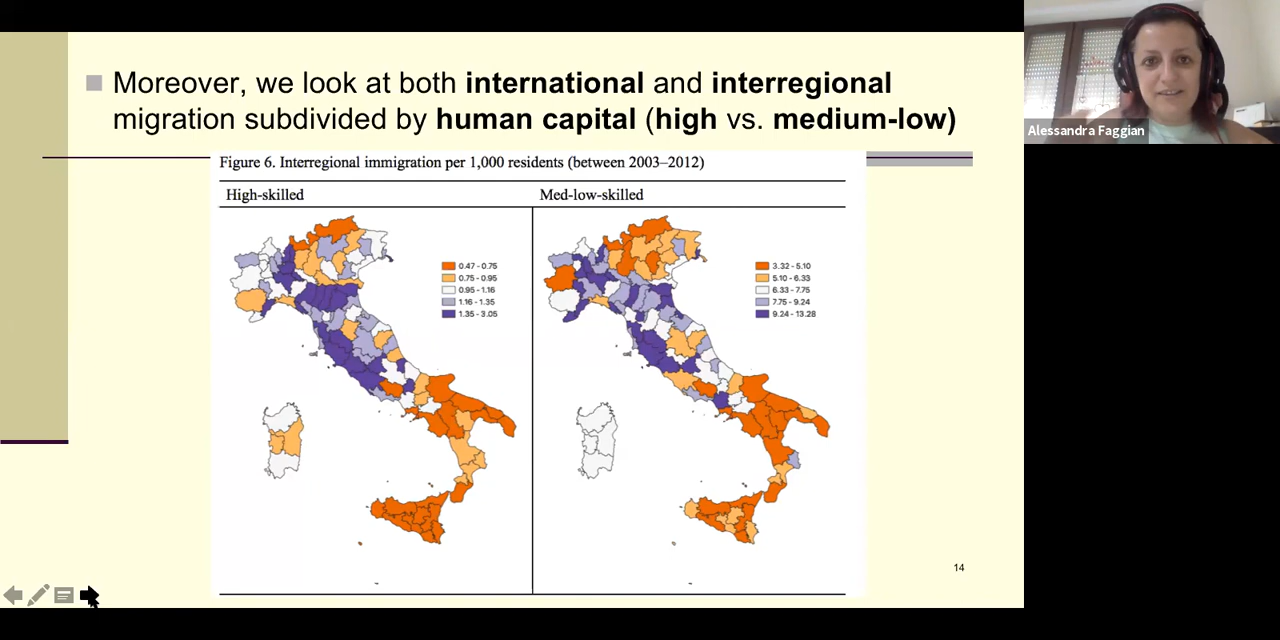 Moreover, we look at both international and interregional
migration subdivided by human capital (high vs. medium-low)
Alessandra Faggian
Figure 6. Interregional immigration per 1,000 residents (between 2003–2012)
High-skilled
Med-low-skilled
0.47 - 0.75
0.75 - 0.95
0.95 - 1.16
1.16 - 1.35
1.35 - 3.05
3.32 - 5.10
5.10 - 6.33
6.33 - 7.75
7.75 - 9.24
9.24 - 13.28
14